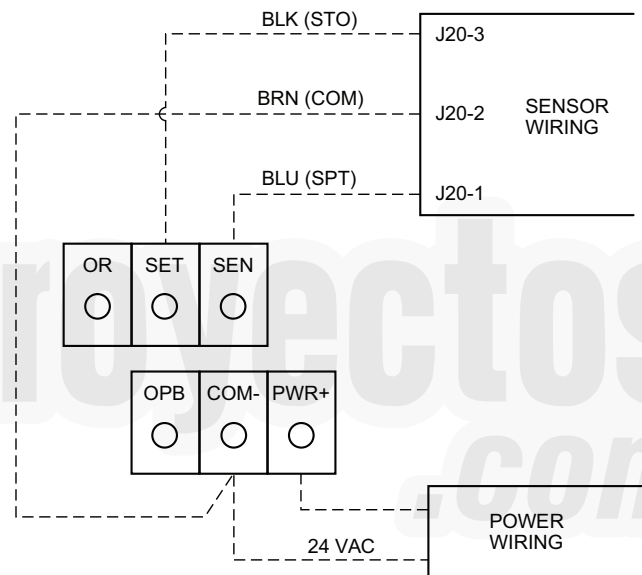 BLK (STO)
J20-3
BRN (COM)
J20-2
SENSOR
WIRING
BLU (SPT)
J20-1
OR SET SEN
OPB COM- PWR+
24 VAC
POWER
WIRING
royectos
.com